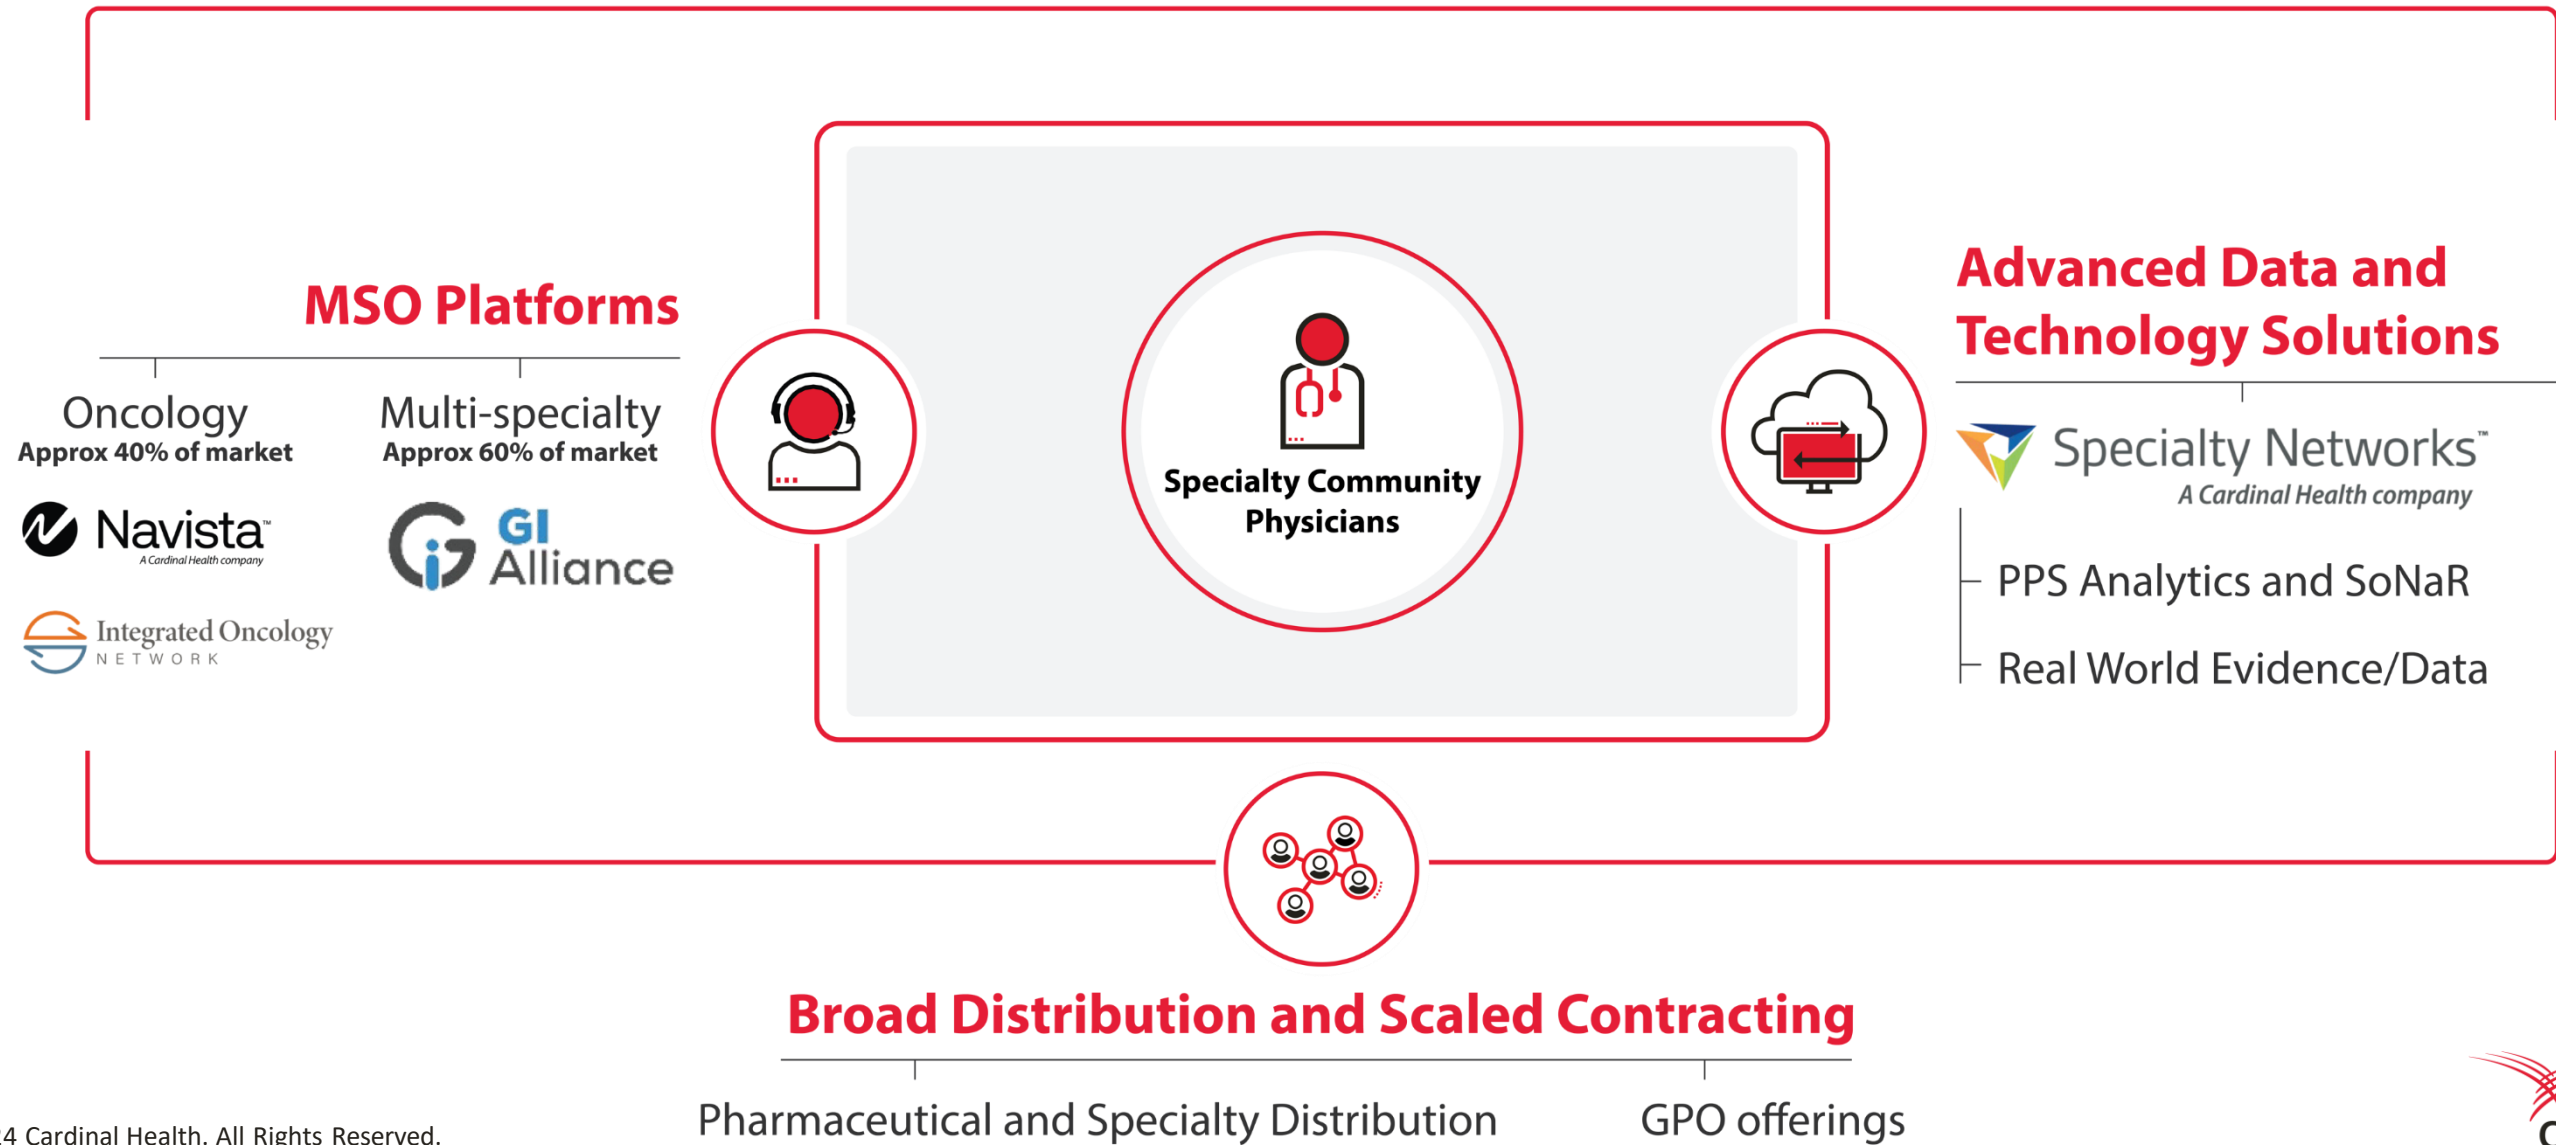 MSO Platforms
Oncology
Approx 40% of market
Navista™
A Cardinal Health company
Integrated Oncology
NETWORK
Multi-specialty
Approx 60% of market
GI
Alliance
Specialty Community
Physicians
Advanced Data and
Technology Solutions
Specialty Networks™
A Cardinal Health company
PPS Analytics and SoNaR
Real World Evidence/Data
Broad Distribution and Scaled Contracting
Pharmaceutical and Specialty Distribution
GPO offerings
24 Cardinal Health. All Rights Reserved.